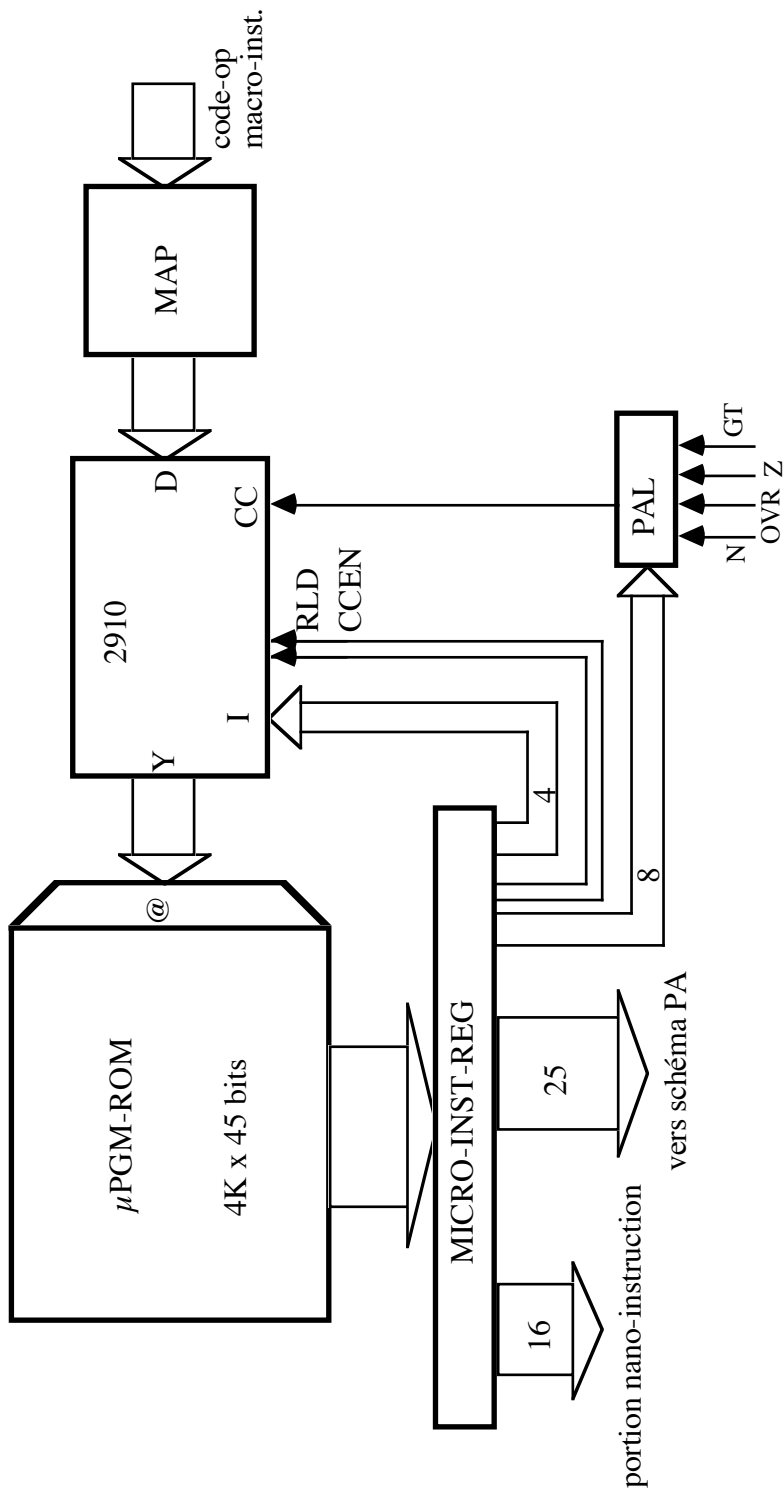 µPGM-ROM
4K x 45 bits
@
Y
2910
D
I
CC
MAP
code-op
macro-inst.
RLD
CCEN
MICRO-INST-REG
4
8
16
25
portion nano-instruction
vers schéma PA
PAL
N
OVR
Z
GT